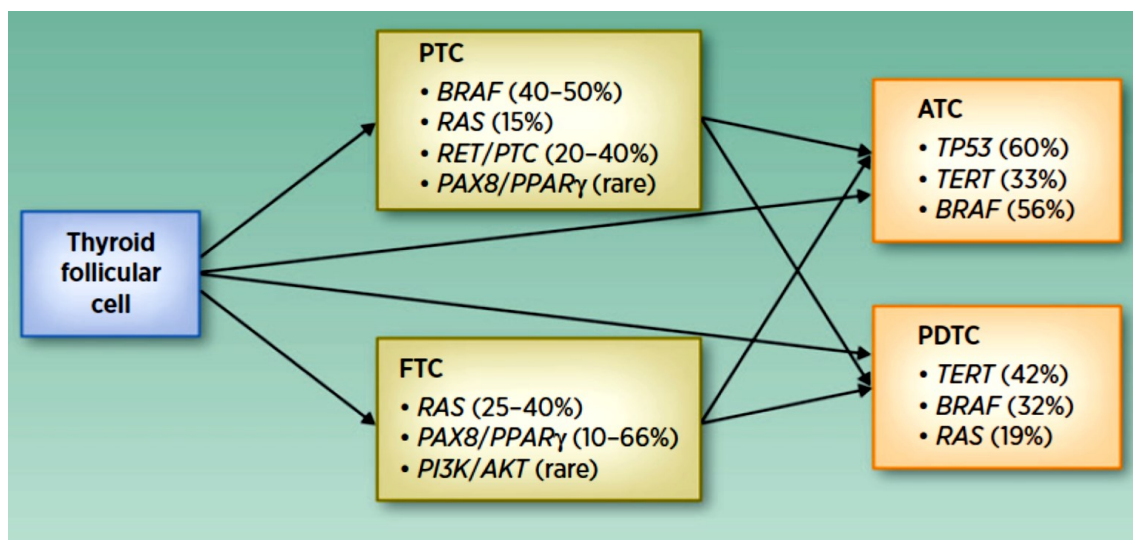 Thyroid
follicular
cell
PTC
• BRAF (40–50%)
• RAS (15%)
• RET/PTC (20–40%)
• PAX8/PPARγ (rare)
FTC
• RAS (25–40%)
• PAX8/PPARγ (10–66%)
• PI3K/AKT (rare)
ATC
• TP53 (60%)
• TERT (33%)
• BRAF (56%)
PDTC
• TERT (42%)
• BRAF (32%)
• RAS (19%)